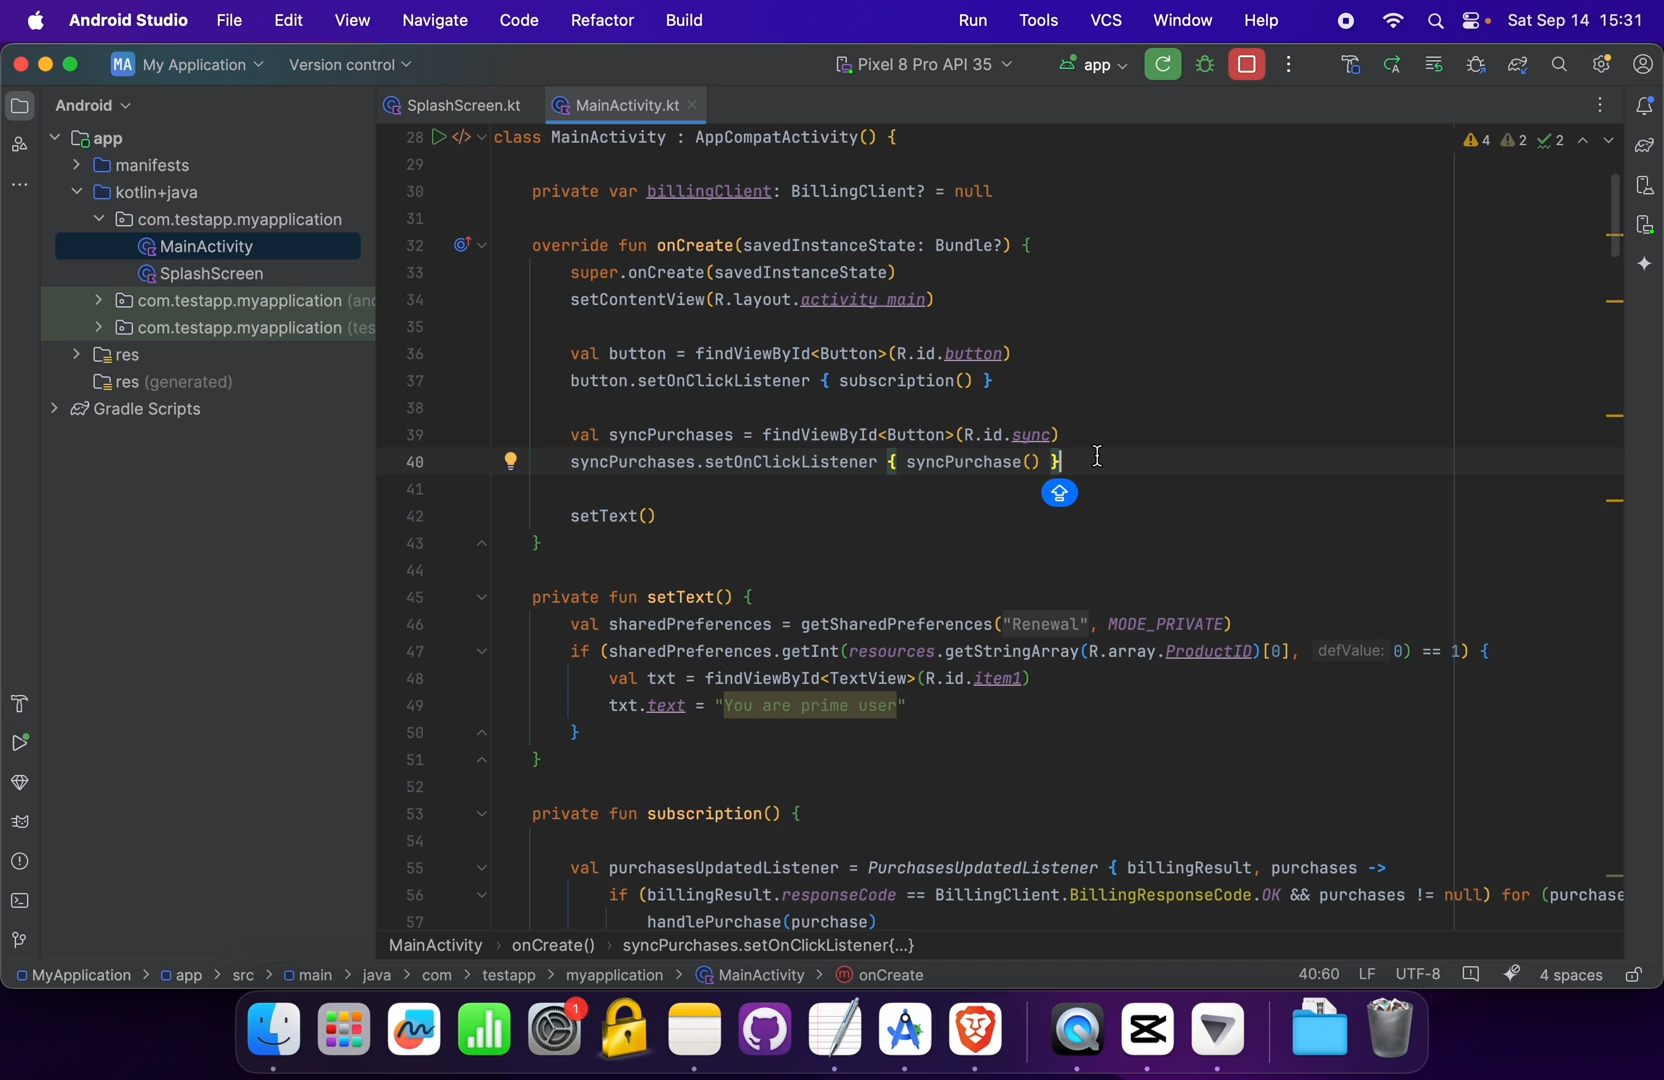 Android Studio File Edit View Navigate Code Refactor Build Run Tools VCS Window Help Sat Sep 14 15:31
MA My Application Version control Pixel 8 Pro API 35 app
Android
SplashScreen.kt MainActivity.kt
app
manifests
kotlin+java
com.testapp.myapplication
MainActivity
SplashScreen
com.testapp.myapplication (and
com.testapp.myapplication (tes
res
res (generated)
Gradle Scripts
4 2 2
28 class MainActivity : AppCompatActivity() {
29
30 private var billingClient: BillingClient? = null
31
32 override fun onCreate(savedInstanceState: Bundle?) {
33 super.onCreate(savedInstanceState)
34 setContentView(R.layout.activity_main)
35
36 val button = findViewById<Button>(R.id.button)
37 button.setOnClickListener { subscription() }
38
39 val syncPurchases = findViewById<Button>(R.id.sync)
40 syncPurchases.setOnClickListener { syncPurchase() }
41
42 setText()
43 }
44
45 private fun setText() {
46 val sharedPreferences = getSharedPreferences("Renewal", MODE_PRIVATE)
47 if (sharedPreferences.getInt(resources.getStringArray(R.array.ProductID)[0], defValue: 0) == 1) {
48 val txt = findViewById<TextView>(R.id.item1)
49 txt.text = "You are prime user"
50 }
51 }
52
53 private fun subscription() {
54
55 val purchasesUpdatedListener = PurchasesUpdatedListener { billingResult, purchases ->
56 if (billingResult.responseCode == BillingClient.BillingResponseCode.OK && purchases != null) for (purchase
57 handlePurchase(purchase)
MainActivity > onCreate() > syncPurchases.setOnClickListener{...}
MyApplication > app > src > main > java > com > testapp > myapplication > MainActivity > onCreate 40:60 LF UTF-8 4 spaces
1